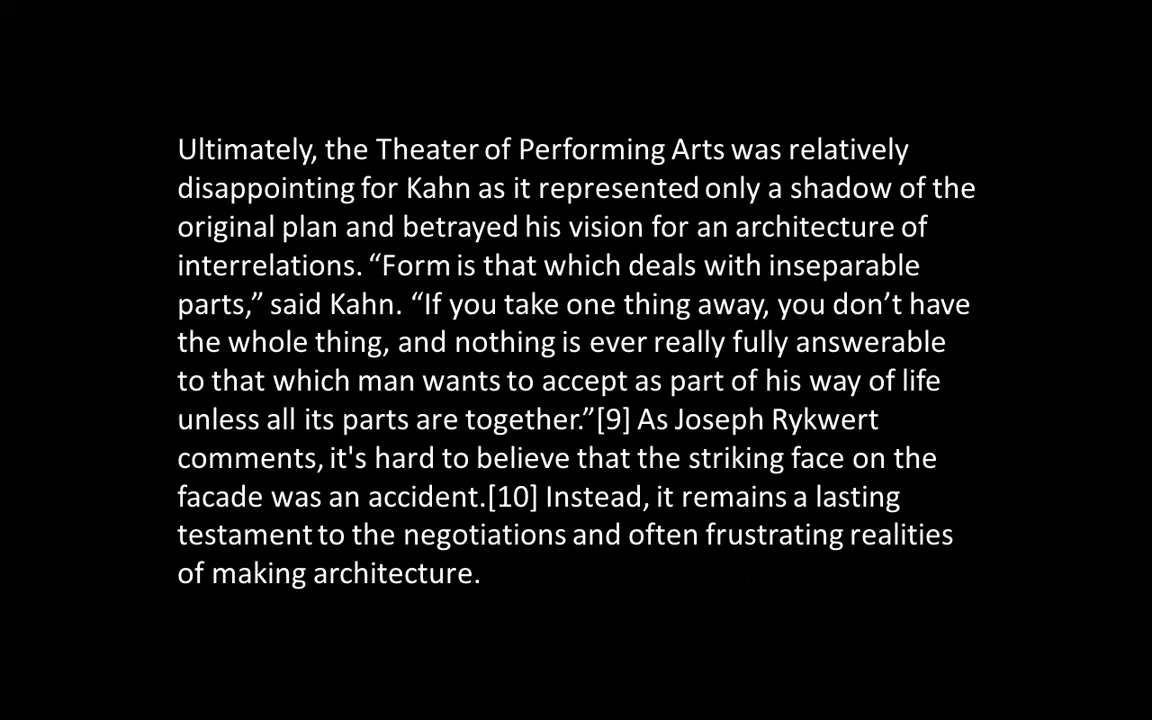 Ultimately, the Theater of Performing Arts was relatively
disappointing for Kahn as it represented only a shadow of the
original plan and betrayed his vision for an architecture of
interrelations. “Form is that which deals with inseparable
parts,” said Kahn. “If you take one thing away, you don’t have
the whole thing, and nothing is ever really fully answerable
to that which man wants to accept as part of his way of life
unless all its parts are together.”[9] As Joseph Rykwert
comments, it's hard to believe that the striking face on the
facade was an accident.[10] Instead, it remains a lasting
testament to the negotiations and often frustrating realities
of making architecture.